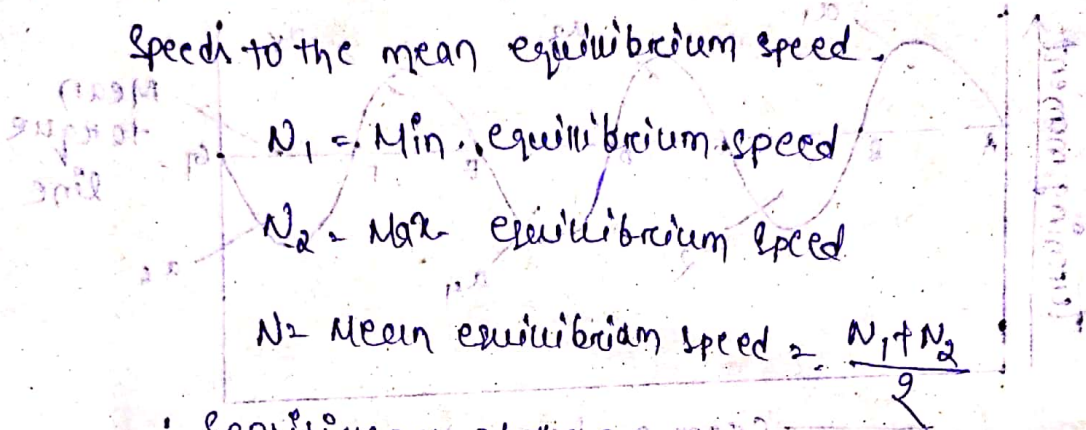 speeds to the mean equilibrium speed.
N₁ = Min. equilibrium speed
N₂ = Max equilibrium speed
N = Mean equilibrium speed = (N₁ + N₂) / 2